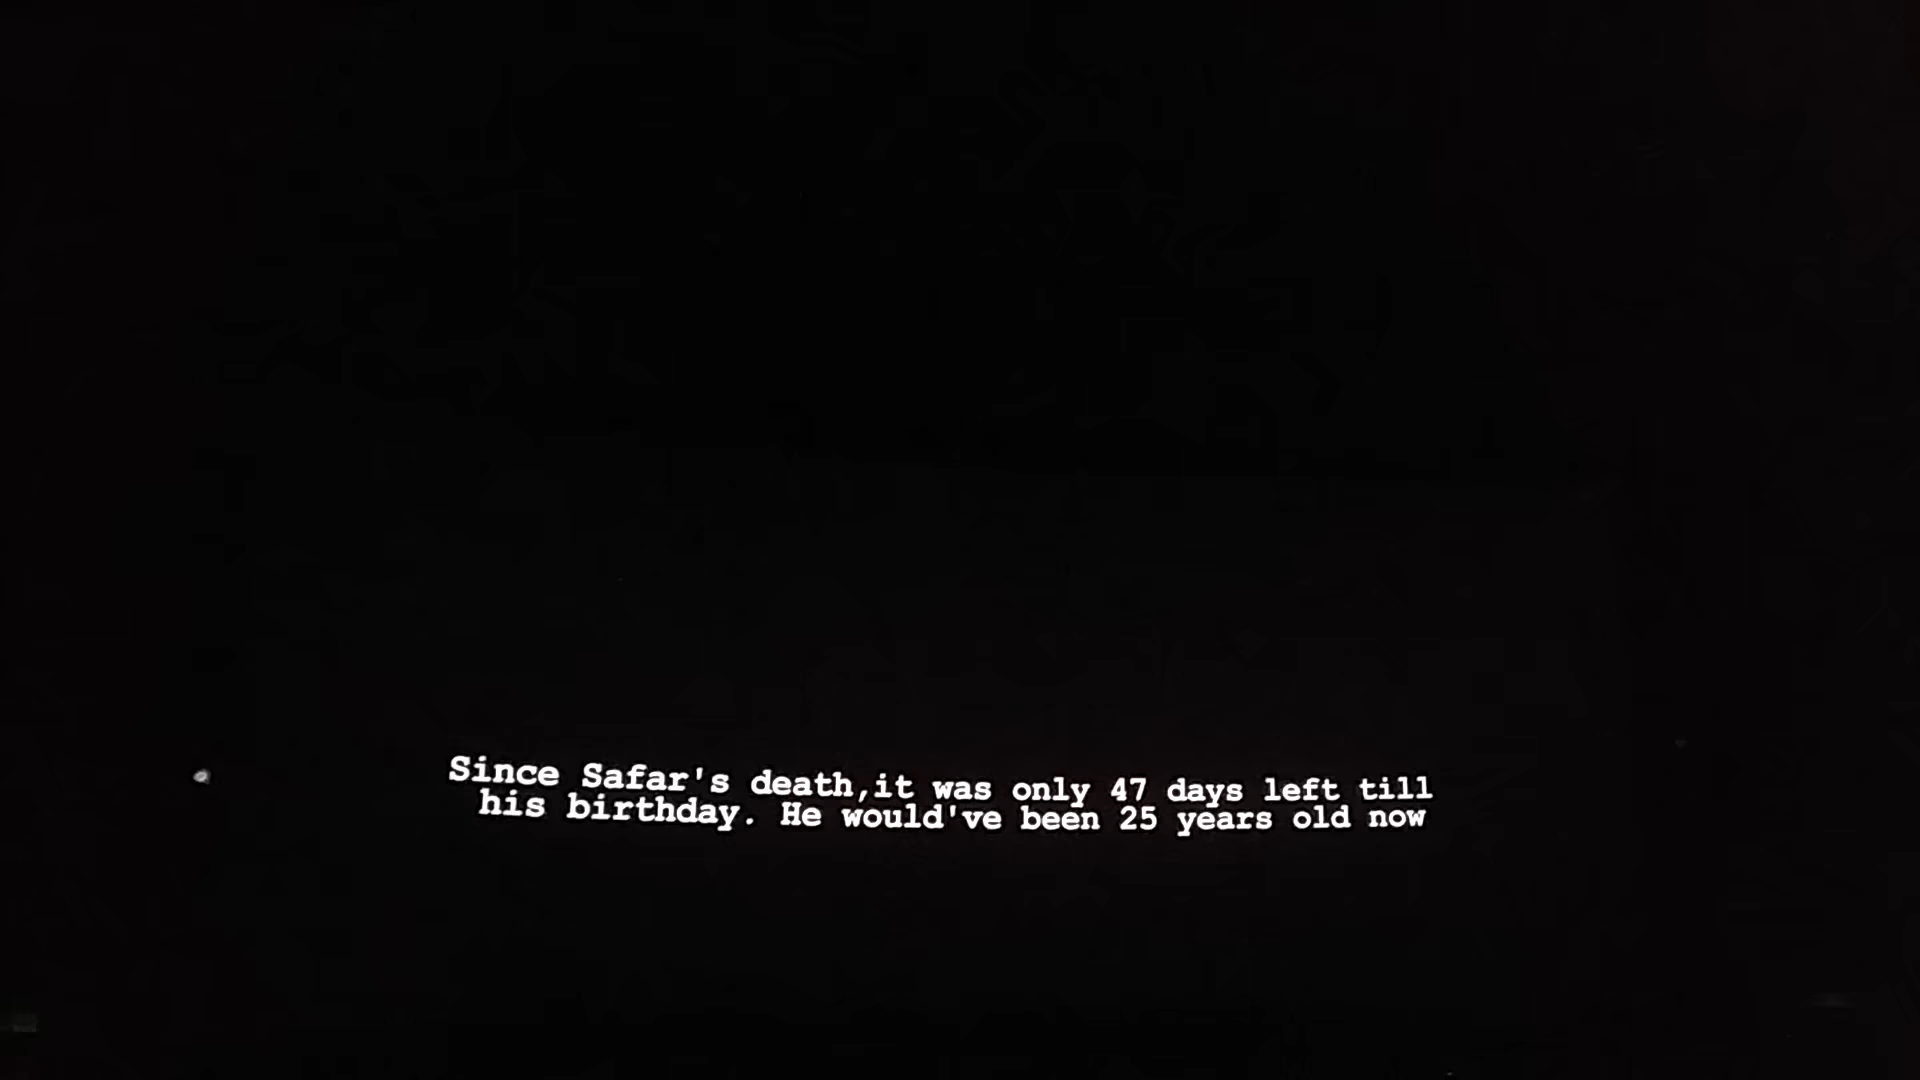 Since Safar's death,it was only 47 days left till
his birthday. He would've been 25 years old now